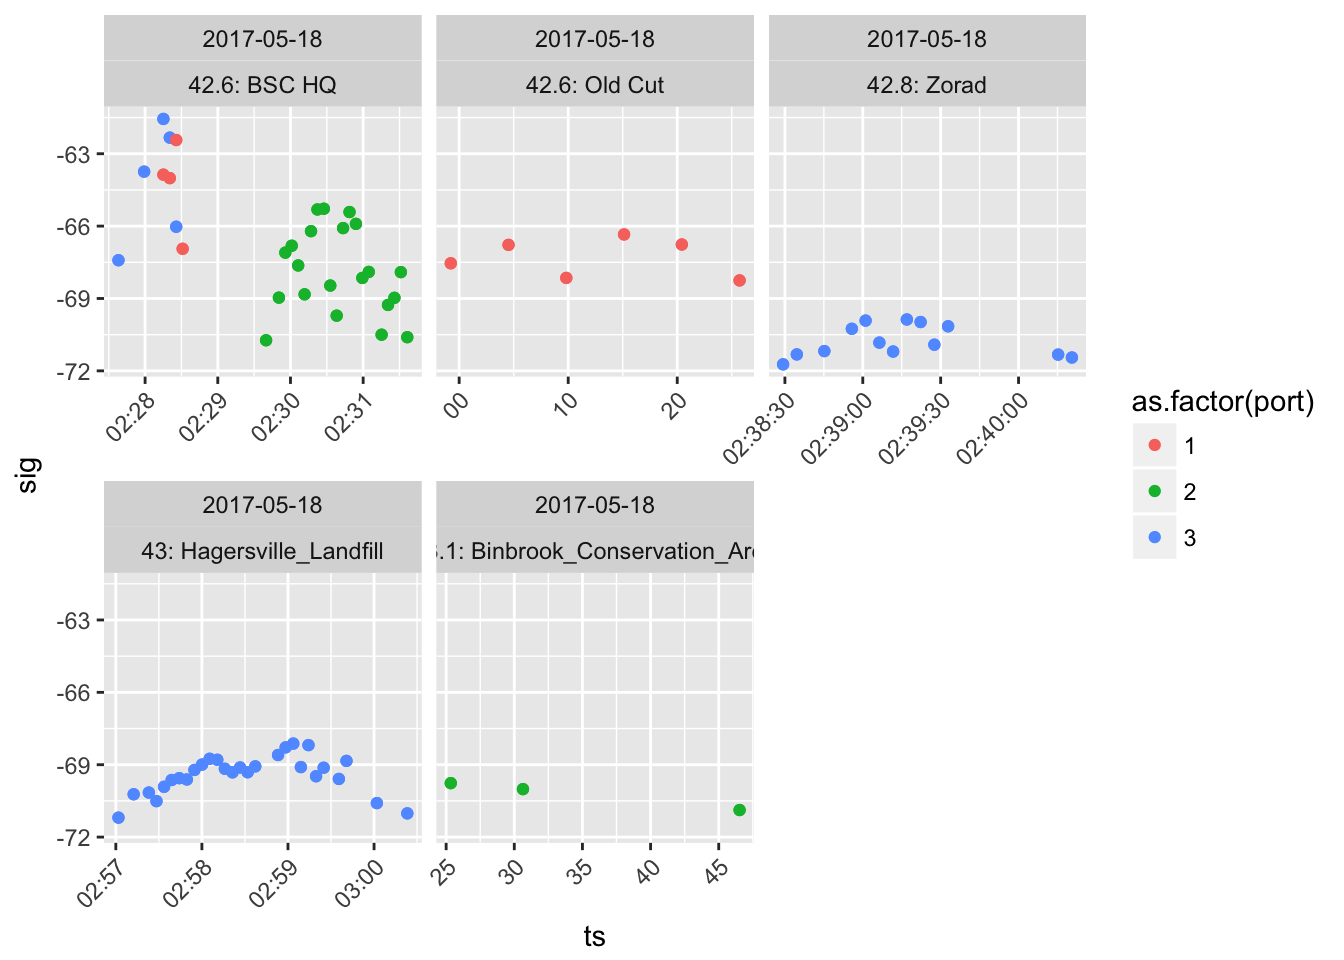 2017-05-18 2017-05-18 2017-05-18
42.6: BSC HQ 42.6: Old Cut 42.8: Zorad
-63
-66
-69
-72
02:28 02:29 02:30 02:31 00 10 20 02:38:30 02:39:00 02:39:30 02:40:00
as.factor(port)
1
2
3
sig
2017-05-18 2017-05-18
43: Hagersville_Landfill .1: Binbrook_Conservation_Are
-63
-66
-69
-72
02:57 02:58 02:59 03:00 25 30 35 40 45
ts